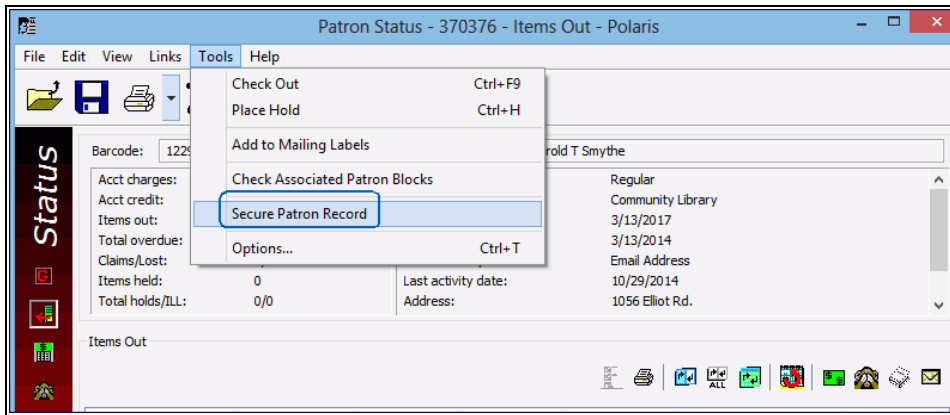 Patron Status - 370376 - Items Out - Polaris
File Edit View Links Tools Help
Check Out Ctrl+F9
Place Hold Ctrl+H
Add to Mailing Labels
Check Associated Patron Blocks
Secure Patron Record
Options... Ctrl+T
Status
Barcode: 1229 rold T Smythe
Acct charges: Regular
Acct credit: Community Library
Items out: 3/13/2017
Total overdue: 3/13/2014
Claims/Lost: Email Address
Items held: 0 Last activity date: 10/29/2014
Total holds/ILL: 0/0 Address: 1056 Elliot Rd.
Items Out
ALL